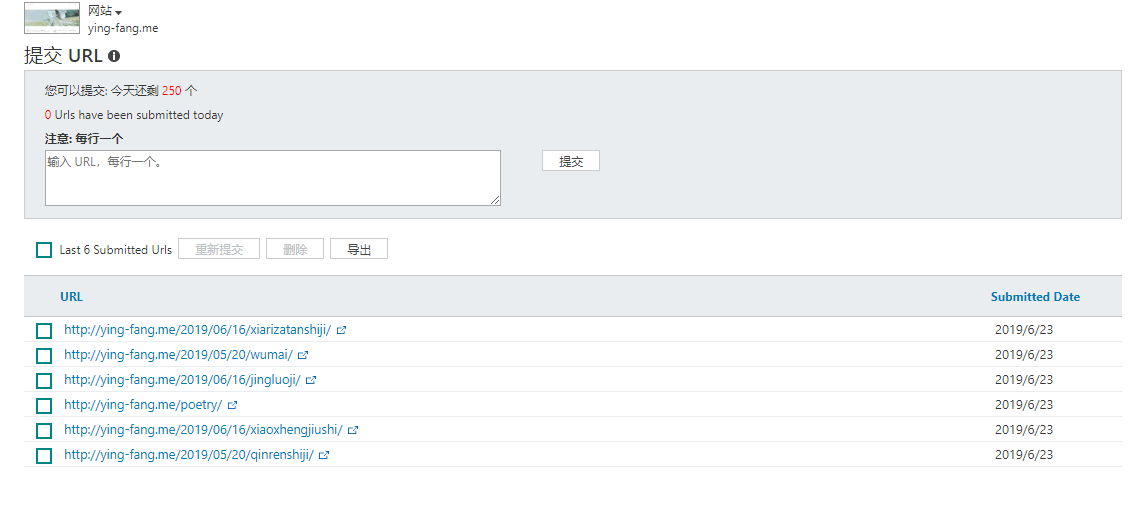 网站
ying-fang.me
提交 URL
您可以提交: 今天还剩 250 个
0 Urls have been submitted today
注意: 每行一个
输入 URL，每行一个。
提交
Last 6 Submitted Urls 重新提交 删除 导出
URL Submitted Date
http://ying-fang.me/2019/06/16/xiarizatanshiji/ 2019/6/23
http://ying-fang.me/2019/05/20/wumai/ 2019/6/23
http://ying-fang.me/2019/06/16/jingluoji/ 2019/6/23
http://ying-fang.me/poetry/ 2019/6/23
http://ying-fang.me/2019/06/16/xiaoxhengjiushi/ 2019/6/23
http://ying-fang.me/2019/05/20/qinrenshiji/ 2019/6/23